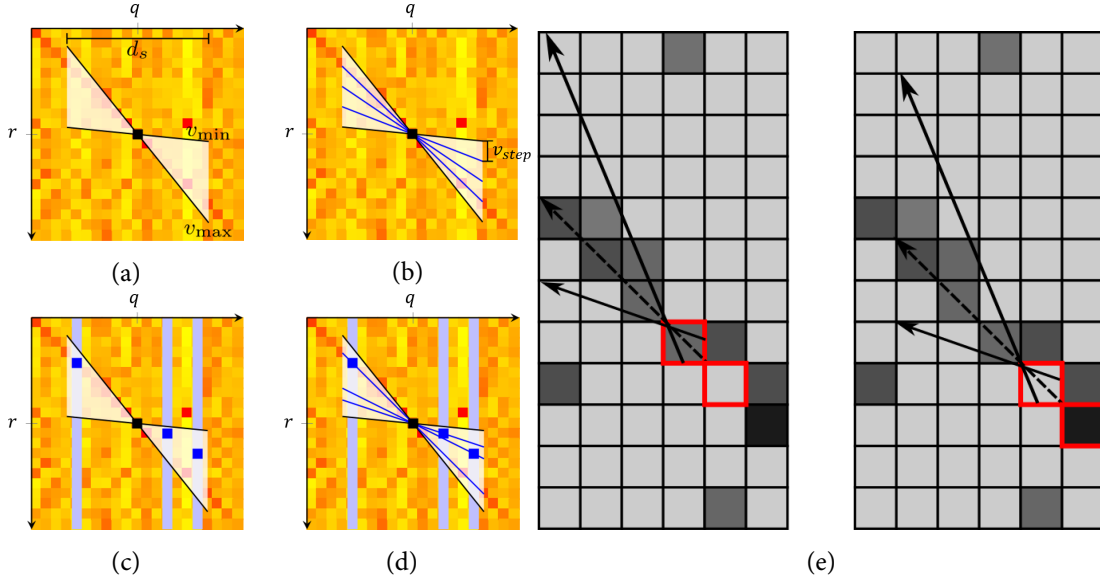 q
q
d_s
r
v_min
v_max
r
v_step
(a)
(b)
q
q
r
r
(c)
(d)
(e)